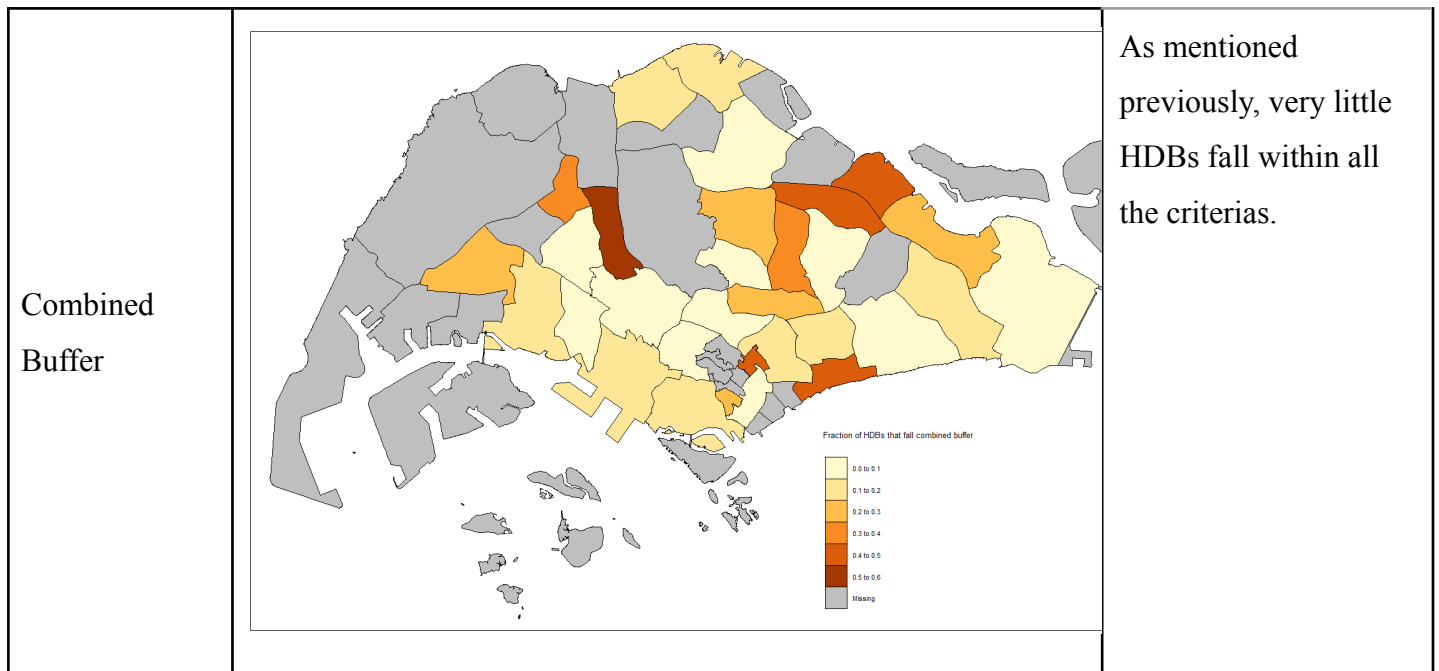 Combined
Buffer
Fraction of HDBs that fall combined buffer
0.0 to 0.1
0.1 to 0.2
0.2 to 0.3
0.3 to 0.4
0.4 to 0.5
0.5 to 0.6
Missing
As mentioned
previously, very little
HDBs fall within all
the criterias.